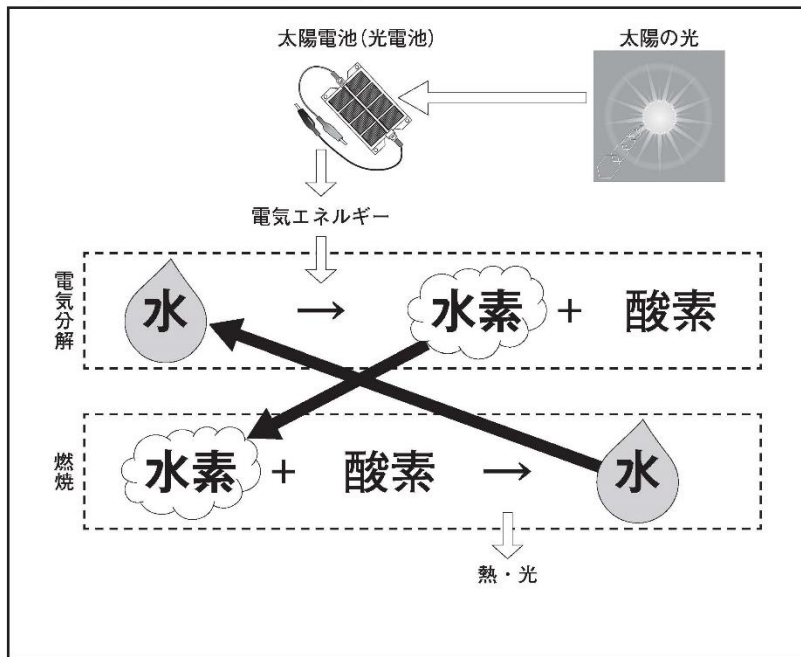 太陽電池(光電池)
太陽の光
電気エネルギー
電気分解
水 → 水素 + 酸素
燃焼
水素 + 酸素 → 水
熱・光